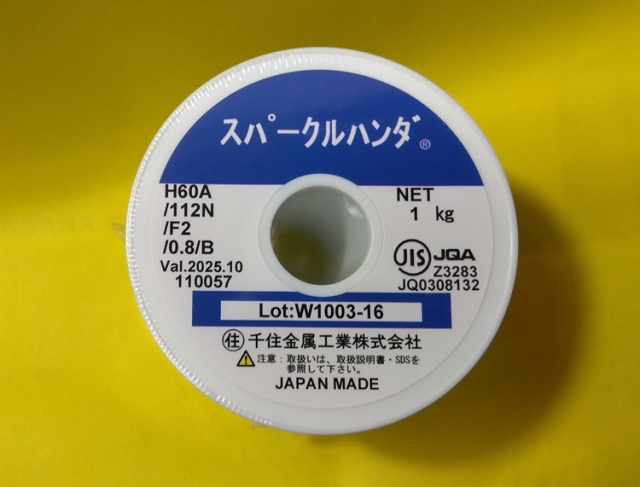 スパークルハンダ®
H60A
/112N
/F2
/0.8/B
Val.2025.10
110057
NET
1 kg
JIS JQA
Z3283
JQ0308132
Lot:W1003-16
住 千住金属工業株式会社
注意：取扱いは、取扱説明書・SDSを
参照して下さい。
JAPAN MADE